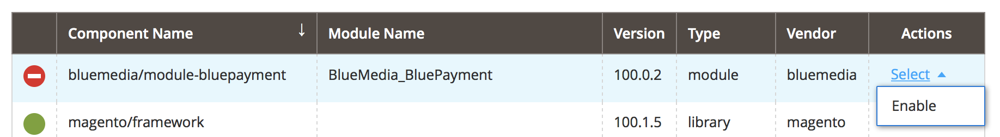 Component Name ↓ Module Name Version Type Vendor Actions
bluemedia/module-bluepayment BlueMedia_BluePayment 100.0.2 module bluemedia Select
Enable
magento/framework 100.1.5 library magento